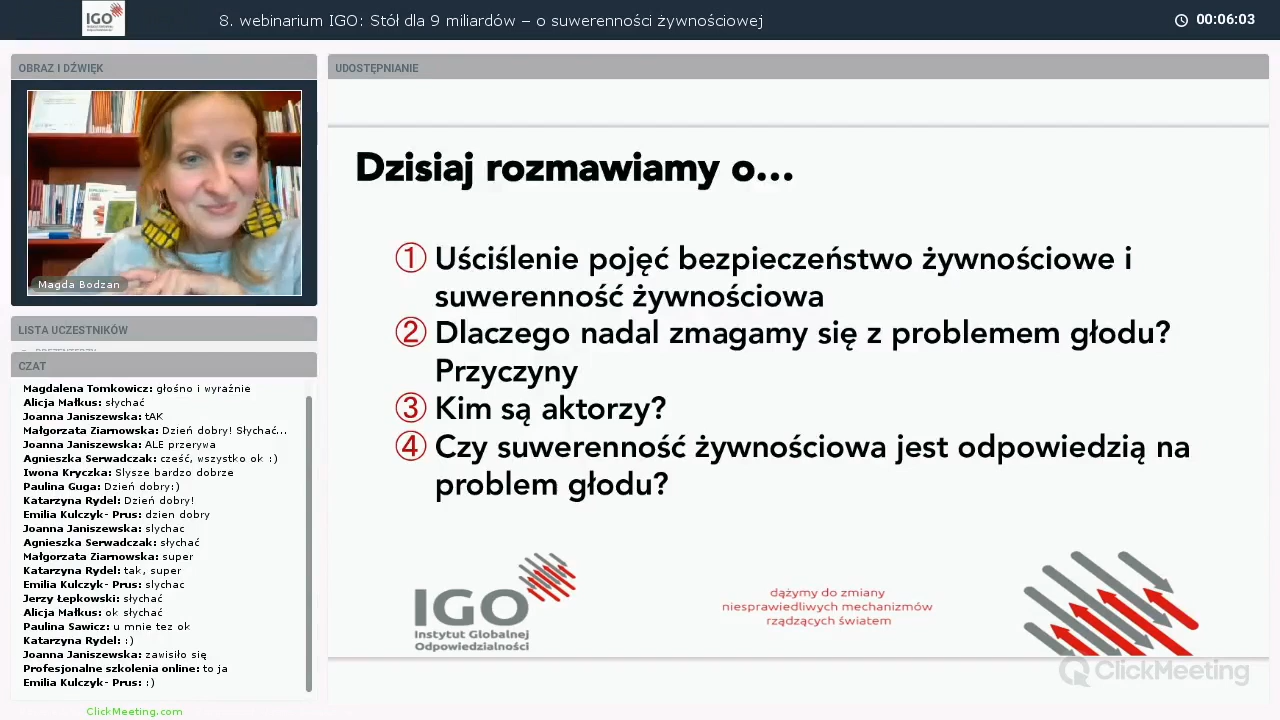 IGO
8. webinarium IGO: Stół dla 9 miliardów – o suwerenności żywnościowej
00:06:03
OBRAZ I DŹWIĘK
Magda Bodzan
LISTA UCZESTNIKÓW
CZAT
Magdalena Tomkowicz: głośno i wyraźnie
Alicja Małkus: słychać
Joanna Janiszewska: tAK
Małgorzata Ziarnowska: Dzień dobry! Słychać...
Joanna Janiszewska: ALE przerywa
Agnieszka Serwadczak: cześć, wszystko ok :)
Iwona Kryczka: Slysze bardzo dobrze
Paulina Guga: Dzień dobry:)
Katarzyna Rydel: Dzień dobry!
Emilia Kulczyk- Prus: dzien dobry
Joanna Janiszewska: slychac
Agnieszka Serwadczak: słychać
Małgorzata Ziarnowska: super
Katarzyna Rydel: tak, super
Emilia Kulczyk- Prus: slychac
Jerzy Łepkowski: słychać
Alicja Małkus: ok słychać
Paulina Sawicz: u mnie tez ok
Katarzyna Rydel: :)
Joanna Janiszewska: zawisiło się
Profesjonalne szkolenia online: to ja
Emilia Kulczyk- Prus: :)
ClickMeeting.com
UDOSTĘPNIANIE
Dzisiaj rozmawiamy o...
① Uściślenie pojęć bezpieczeństwo żywnościowe i
suwerenność żywnościowa
② Dlaczego nadal zmagamy się z problemem głodu?
Przyczyny
③ Kim są aktorzy?
④ Czy suwerenność żywnościowa jest odpowiedzią na
problem głodu?
IGO
Instytut Globalnej
Odpowiedzialności
dążymy do zmiany
niesprawiedliwych mechanizmów
rządzących światem
ClickMeeting